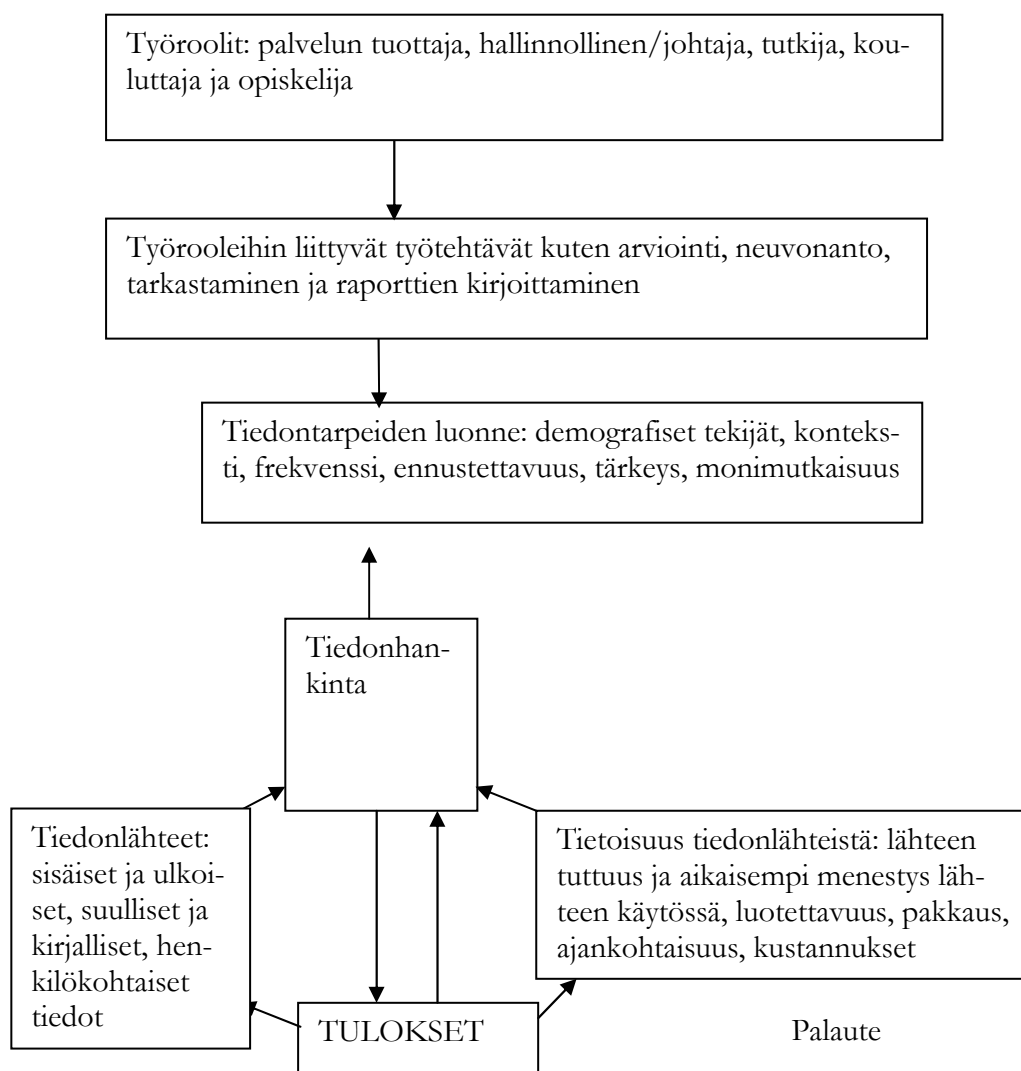 Työroolit: palvelun tuottaja, hallinnollinen/johtaja, tutkija, kou-
luttaja ja opiskelija
Työrooleihin liittyvät työtehtävät kuten arviointi, neuvonanto,
tarkastaminen ja raporttien kirjoittaminen
Tiedontarpeiden luonne: demografiset tekijät, konteks-
ti, frekvenssi, ennustettavuus, tärkeys, monimutkaisuus
Tiedonhan-
kinta
Tiedonlähteet:
sisäiset ja ulkoi-
set, suulliset ja
kirjalliset, hen-
kilökohtaiset
tiedot
Tietoisuus tiedonlähteistä: lähteen
tuttuus ja aikaisempi menestys läh-
teen käytössä, luotettavuus, pakkaus,
ajankohtaisuus, kustannukset
TULOKSET
Palaute